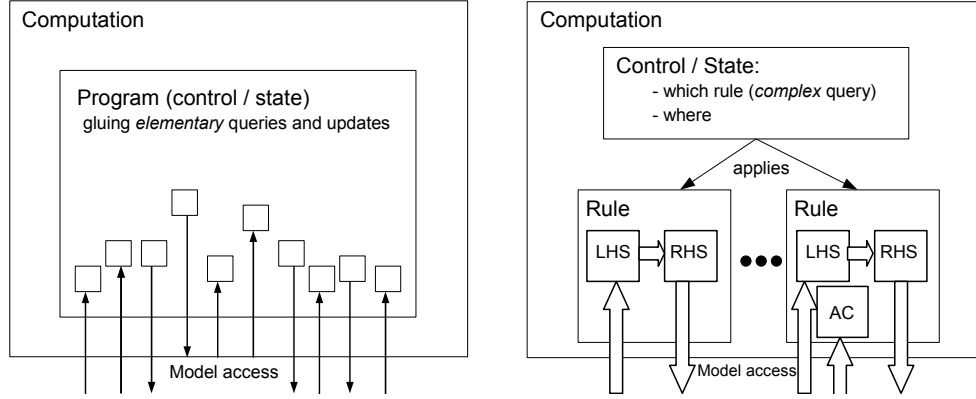 Computation
Program (control / state)
gluing elementary queries and updates
Model access
Computation
Control / State:
- which rule (complex query)
- where
applies
Rule
LHS
RHS
Rule
LHS
RHS
AC
Model access